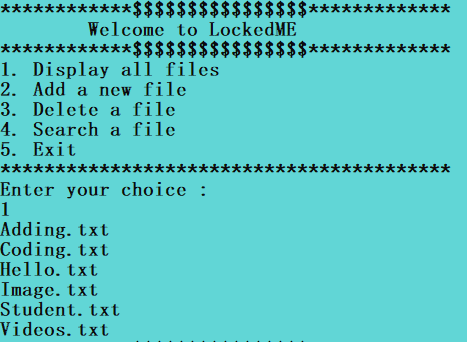 ************$$$$$$$$$$$$$$$$*************
Welcome to LockedME
************$$$$$$$$$$$$$$$$*************
1. Display all files
2. Add a new file
3. Delete a file
4. Search a file
5. Exit
*****************************************
Enter your choice :
1
Adding.txt
Coding.txt
Hello.txt
Image.txt
Student.txt
Videos.txt